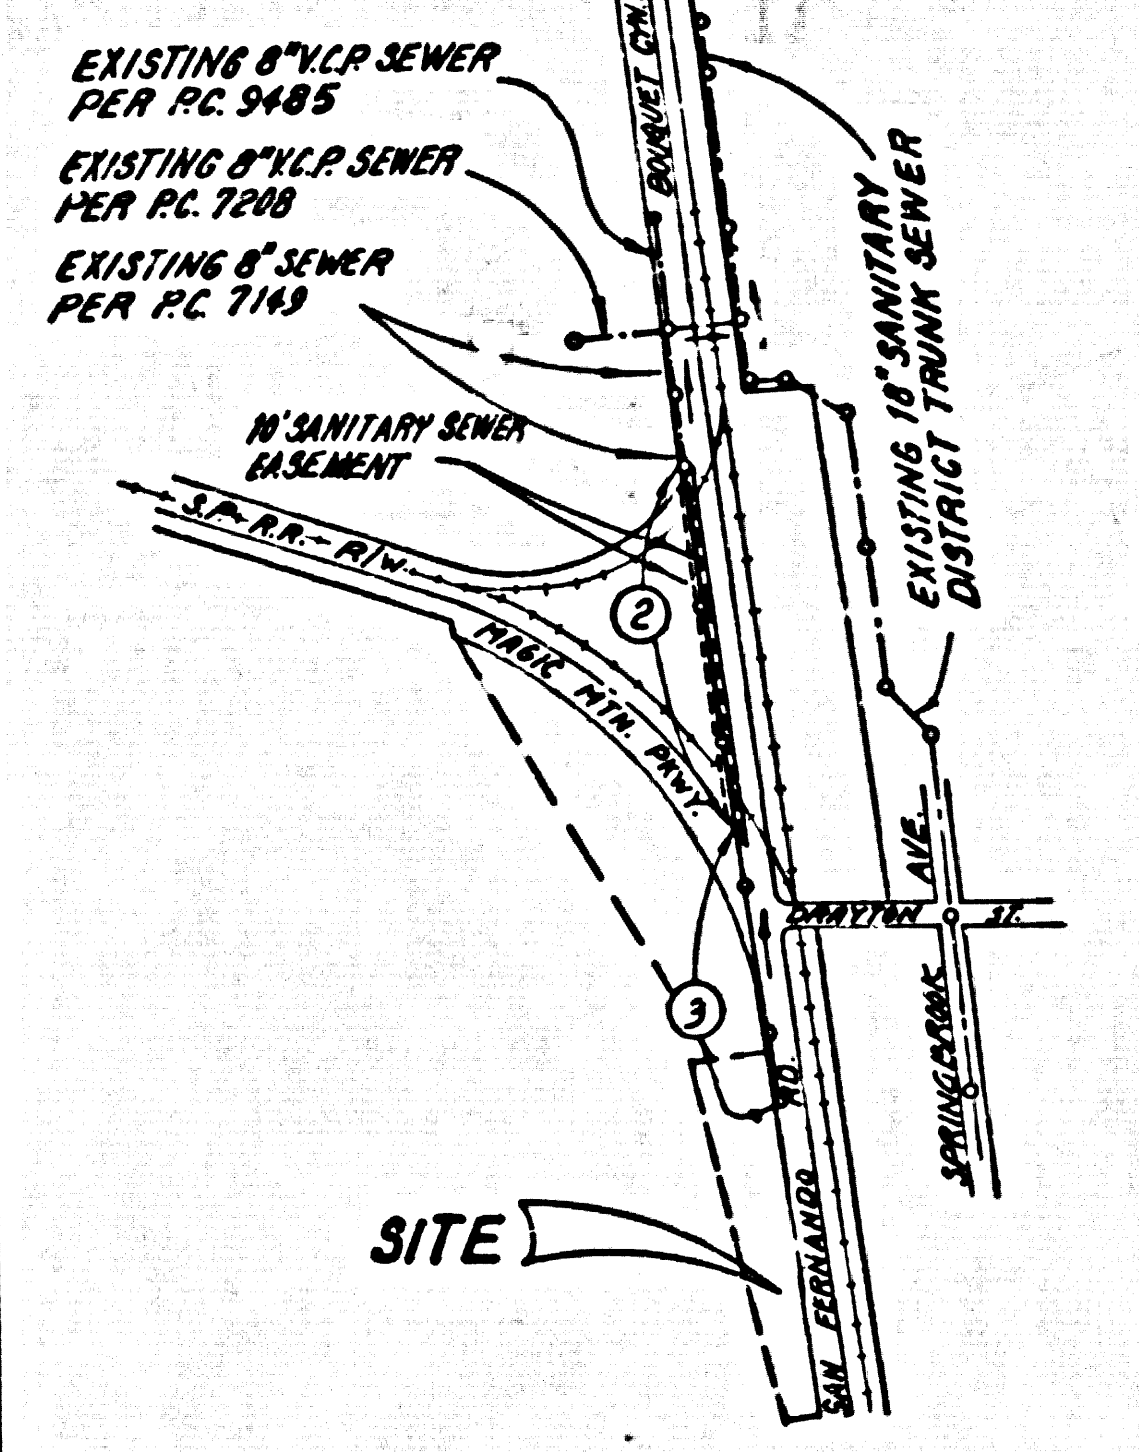 EXISTING 8" V.C.P. SEWER
PER P.C. 9485
EXISTING 8" V.C.P. SEWER
PER P.C. 7208
EXISTING 8" SEWER
PER P.C. 7149
10' SANITARY SEWER
EASEMENT
BOUQUET CYN.
EXISTING 18" SANITARY
DISTRICT TRUNK SEWER
S.P. R.R. R/W.
MAGIC MTN. PKWY.
2
3
DRAYTON ST.
SPRINGBROOK AVE.
SAN FERNANDO RD.
SITE